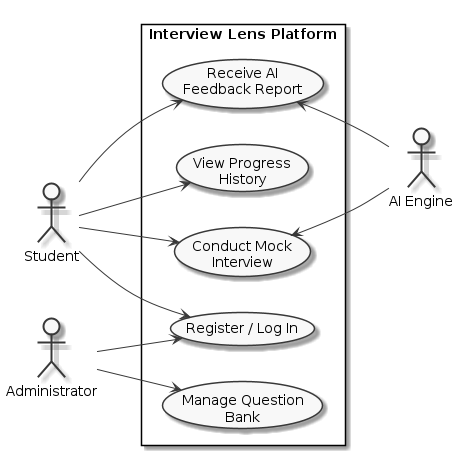 Interview Lens Platform
Receive AI
Feedback Report
View Progress
History
AI Engine
Conduct Mock
Interview
Student
Register / Log In
Administrator
Manage Question
Bank